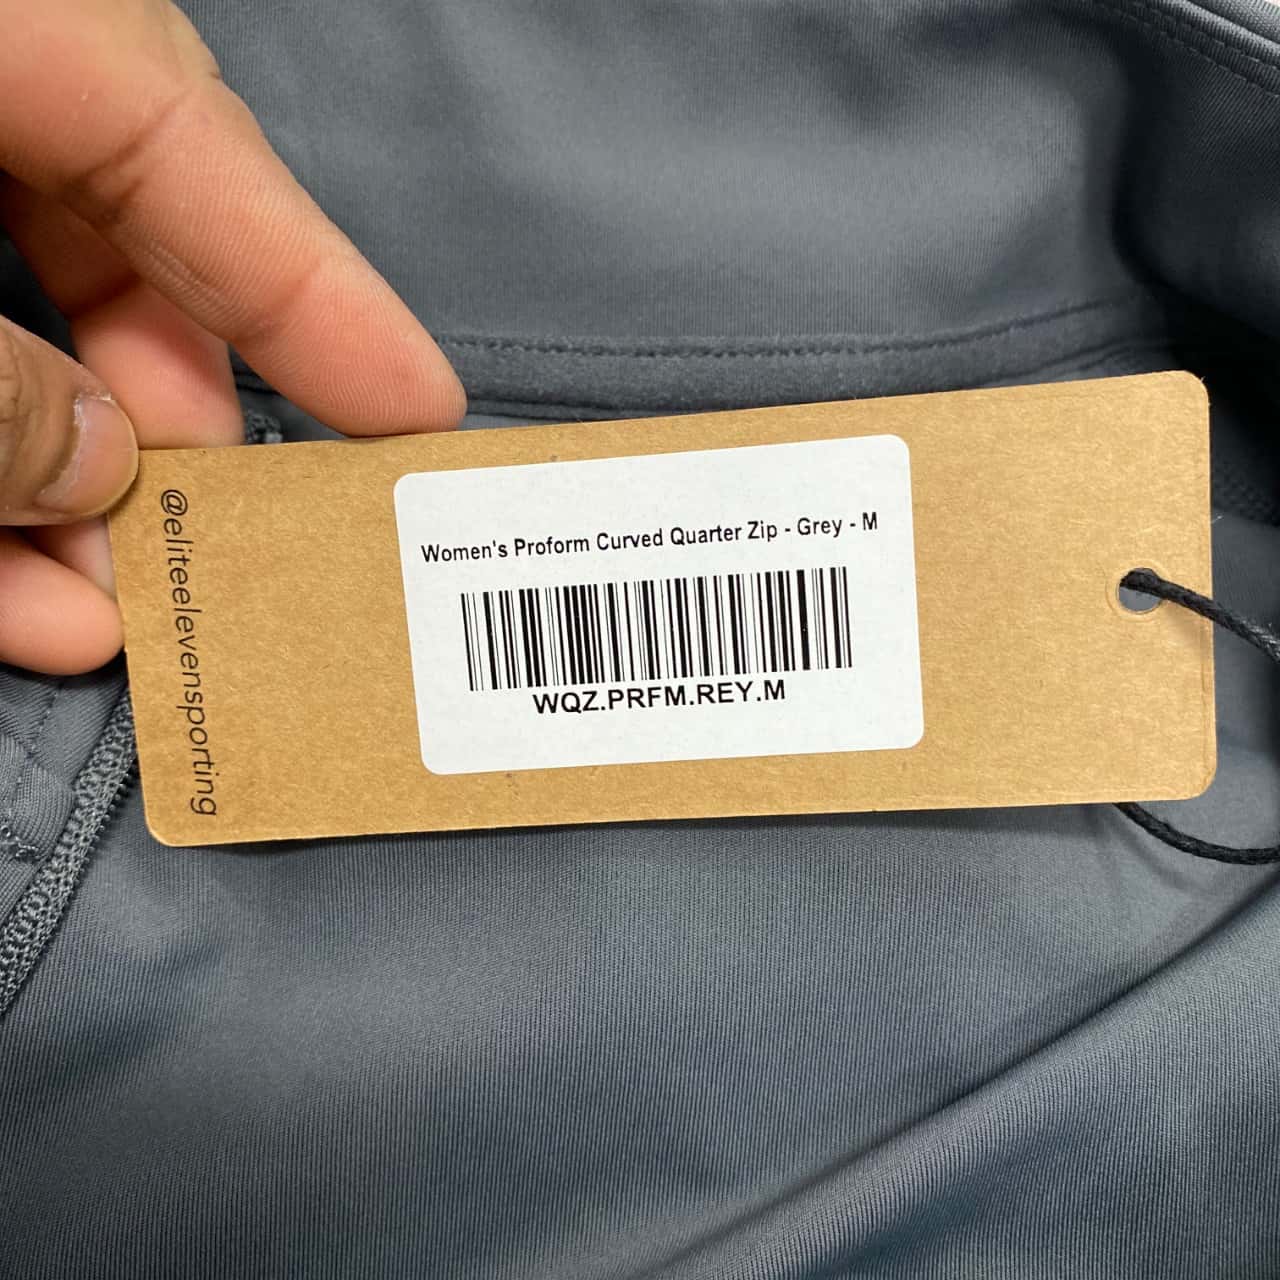 @eliteelevensporting
Women's Proform Curved Quarter Zip - Grey - M
WQZ.PRFM.REY.M